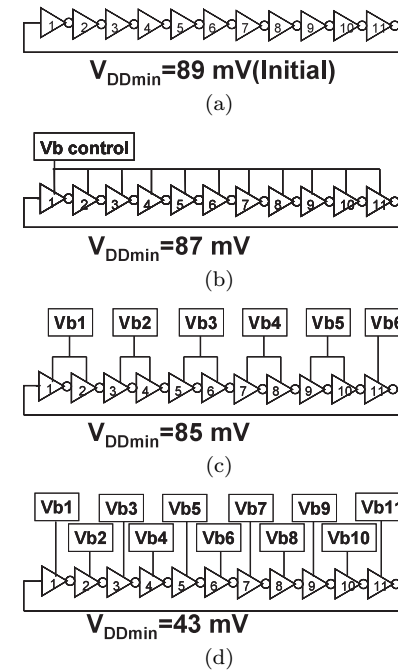 1 2 3 4 5 6 7 8 9 10 11
VDDmin=89 mV(Initial)
(a)
Vb control
1 2 3 4 5 6 7 8 9 10 11
VDDmin=87 mV
(b)
Vb1 Vb2 Vb3 Vb4 Vb5 Vb6
1 2 3 4 5 6 7 8 9 10 11
VDDmin=85 mV
(c)
Vb1 Vb3 Vb5 Vb7 Vb9 Vb11
Vb2 Vb4 Vb6 Vb8 Vb10
1 2 3 4 5 6 7 8 9 10 11
VDDmin=43 mV
(d)